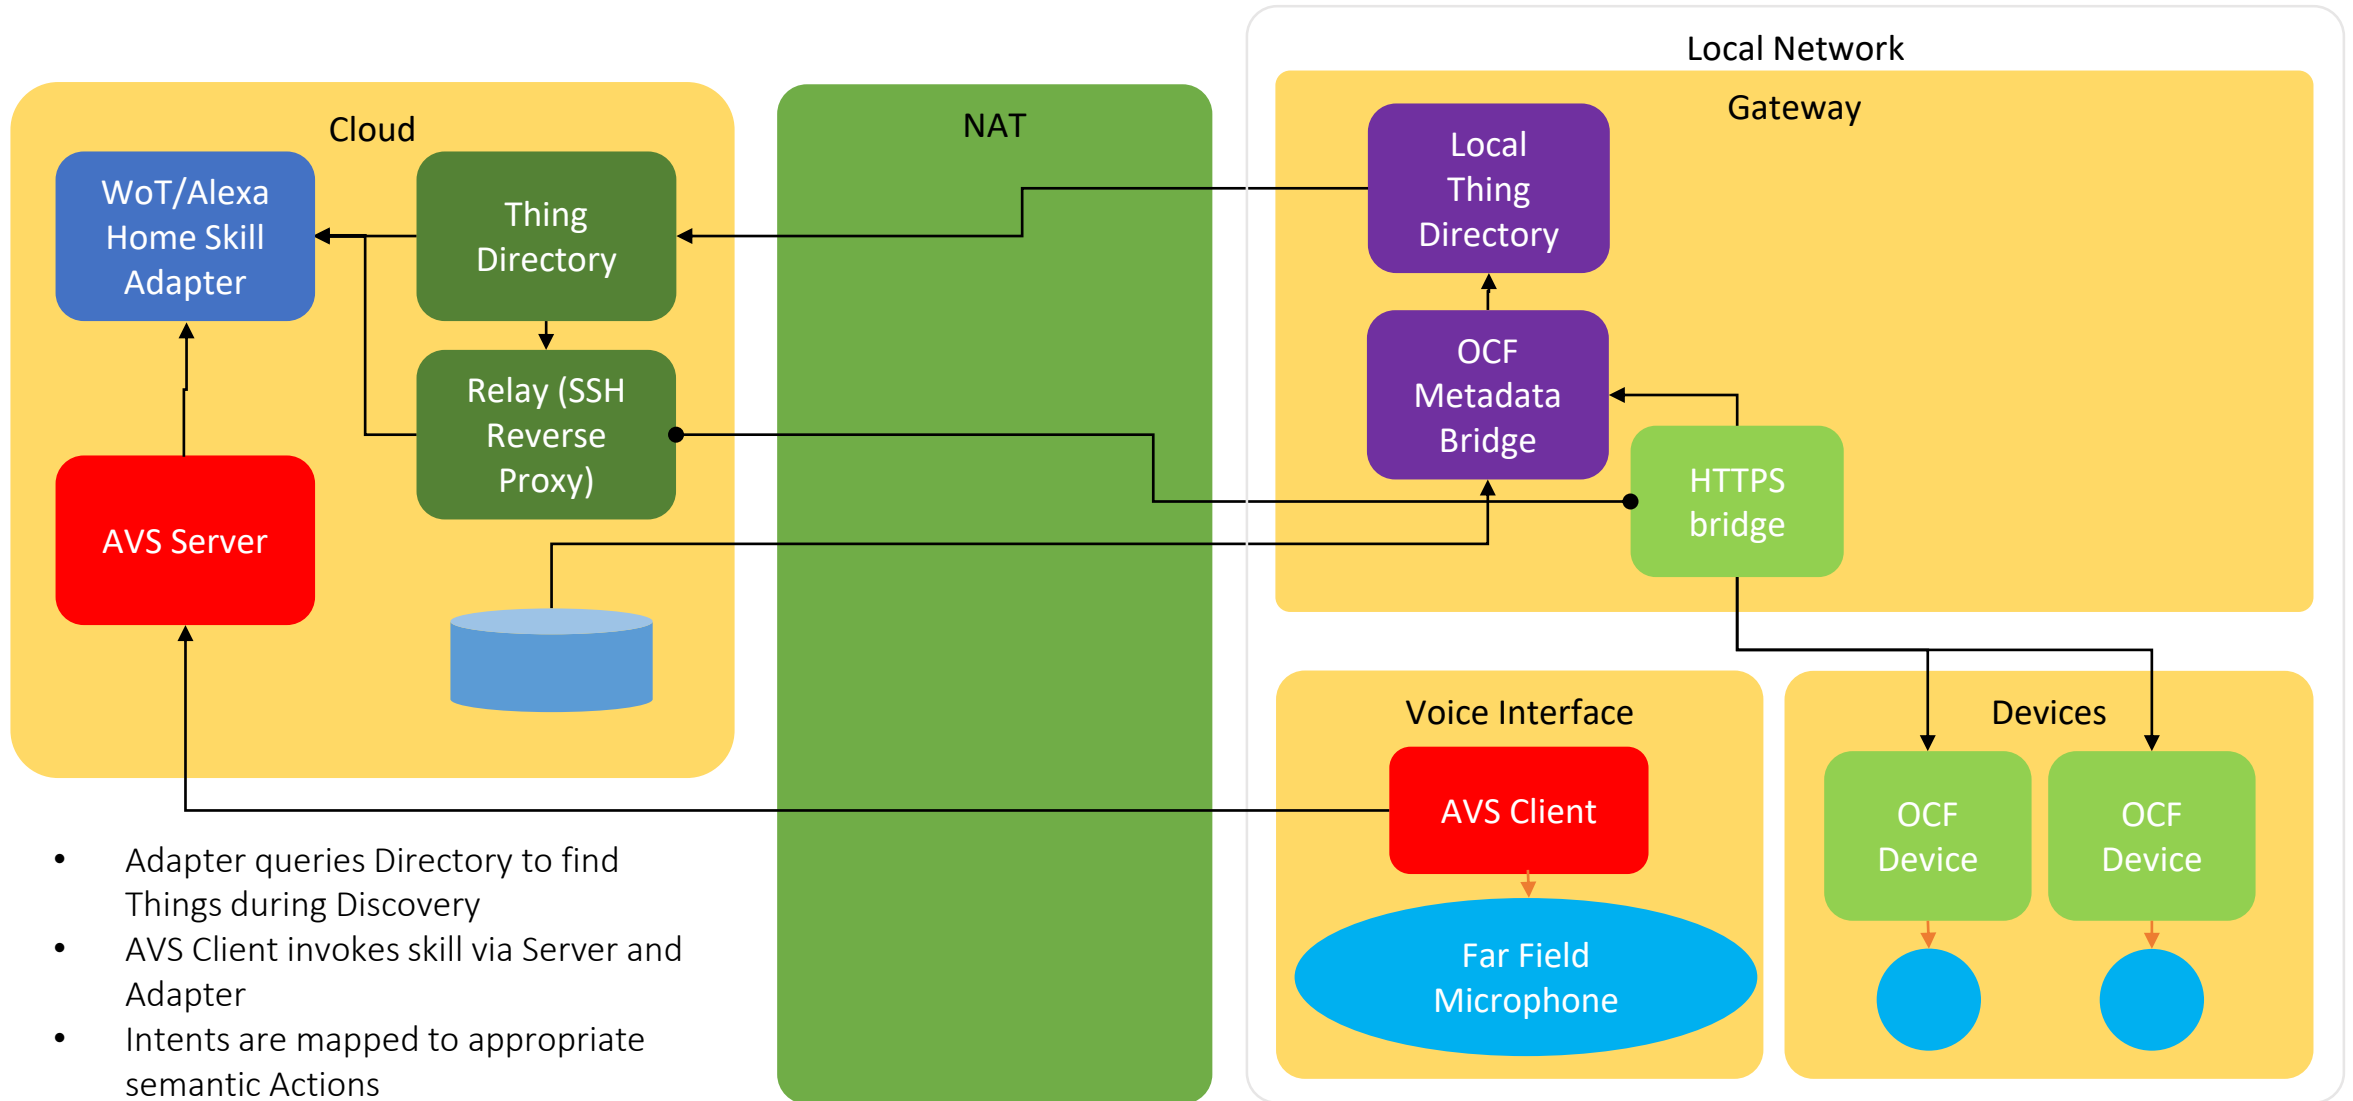 Local Network
Gateway
Cloud
NAT
WoT/Alexa
Home Skill
Adapter
Thing
Directory
Local
Thing
Directory
Relay (SSH
Reverse
Proxy)
OCF
Metadata
Bridge
HTTPS
bridge
AVS Server
Voice Interface
Devices
AVS Client
OCF
Device
OCF
Device
Far Field
Microphone
• Adapter queries Directory to find
Things during Discovery
• AVS Client invokes skill via Server and
Adapter
• Intents are mapped to appropriate
semantic Actions